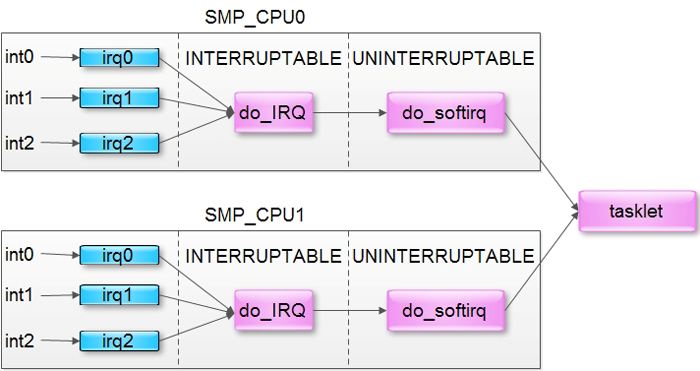 SMP_CPU0
int0 irq0 INTERRUPTABLE UNINTERRUPTABLE
int1 irq1 do_IRQ do_softirq
int2 irq2
tasklet
SMP_CPU1
int0 irq0 INTERRUPTABLE UNINTERRUPTABLE
int1 irq1 do_IRQ do_softirq
int2 irq2